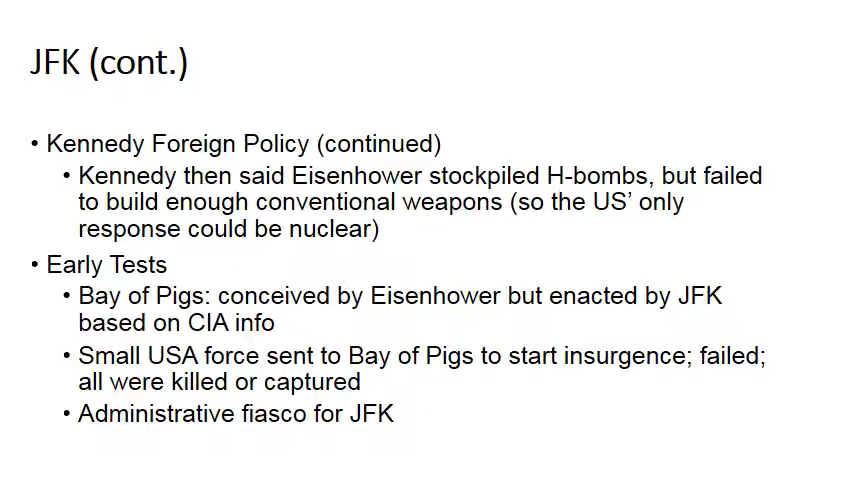 JFK (cont.)
• Kennedy Foreign Policy (continued)
• Kennedy then said Eisenhower stockpiled H-bombs, but failed
to build enough conventional weapons (so the US’ only
response could be nuclear)
• Early Tests
• Bay of Pigs: conceived by Eisenhower but enacted by JFK
based on CIA info
• Small USA force sent to Bay of Pigs to start insurgence; failed;
all were killed or captured
• Administrative fiasco for JFK